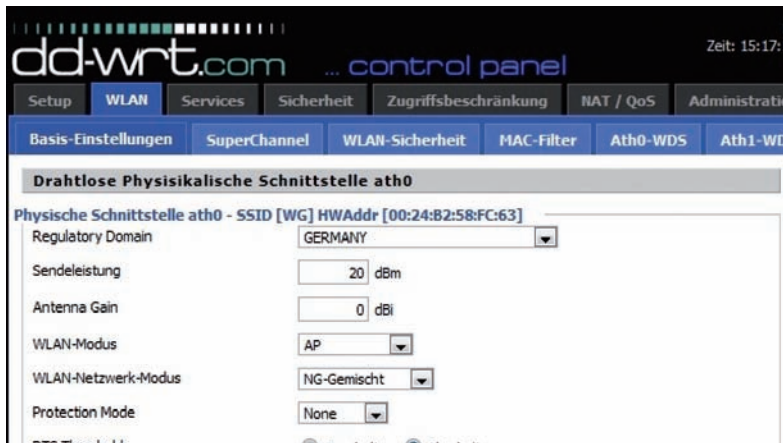 dd-wrt.com ... control panel
Zeit: 15:17:
Setup WLAN Services Sicherheit Zugriffsbeschränkung NAT / QoS Administrati
Basis-Einstellungen SuperChannel WLAN-Sicherheit MAC-Filter Ath0-WDS Ath1-WD
Drahtlose Physisikalische Schnittstelle ath0
Physische Schnittstelle ath0 - SSID [WG] HWAddr [00:24:B2:58:FC:63]
Regulatory Domain GERMANY
Sendeleistung 20 dBm
Antenna Gain 0 dBi
WLAN-Modus AP
WLAN-Netzwerk-Modus NG-Gemischt
Protection Mode None